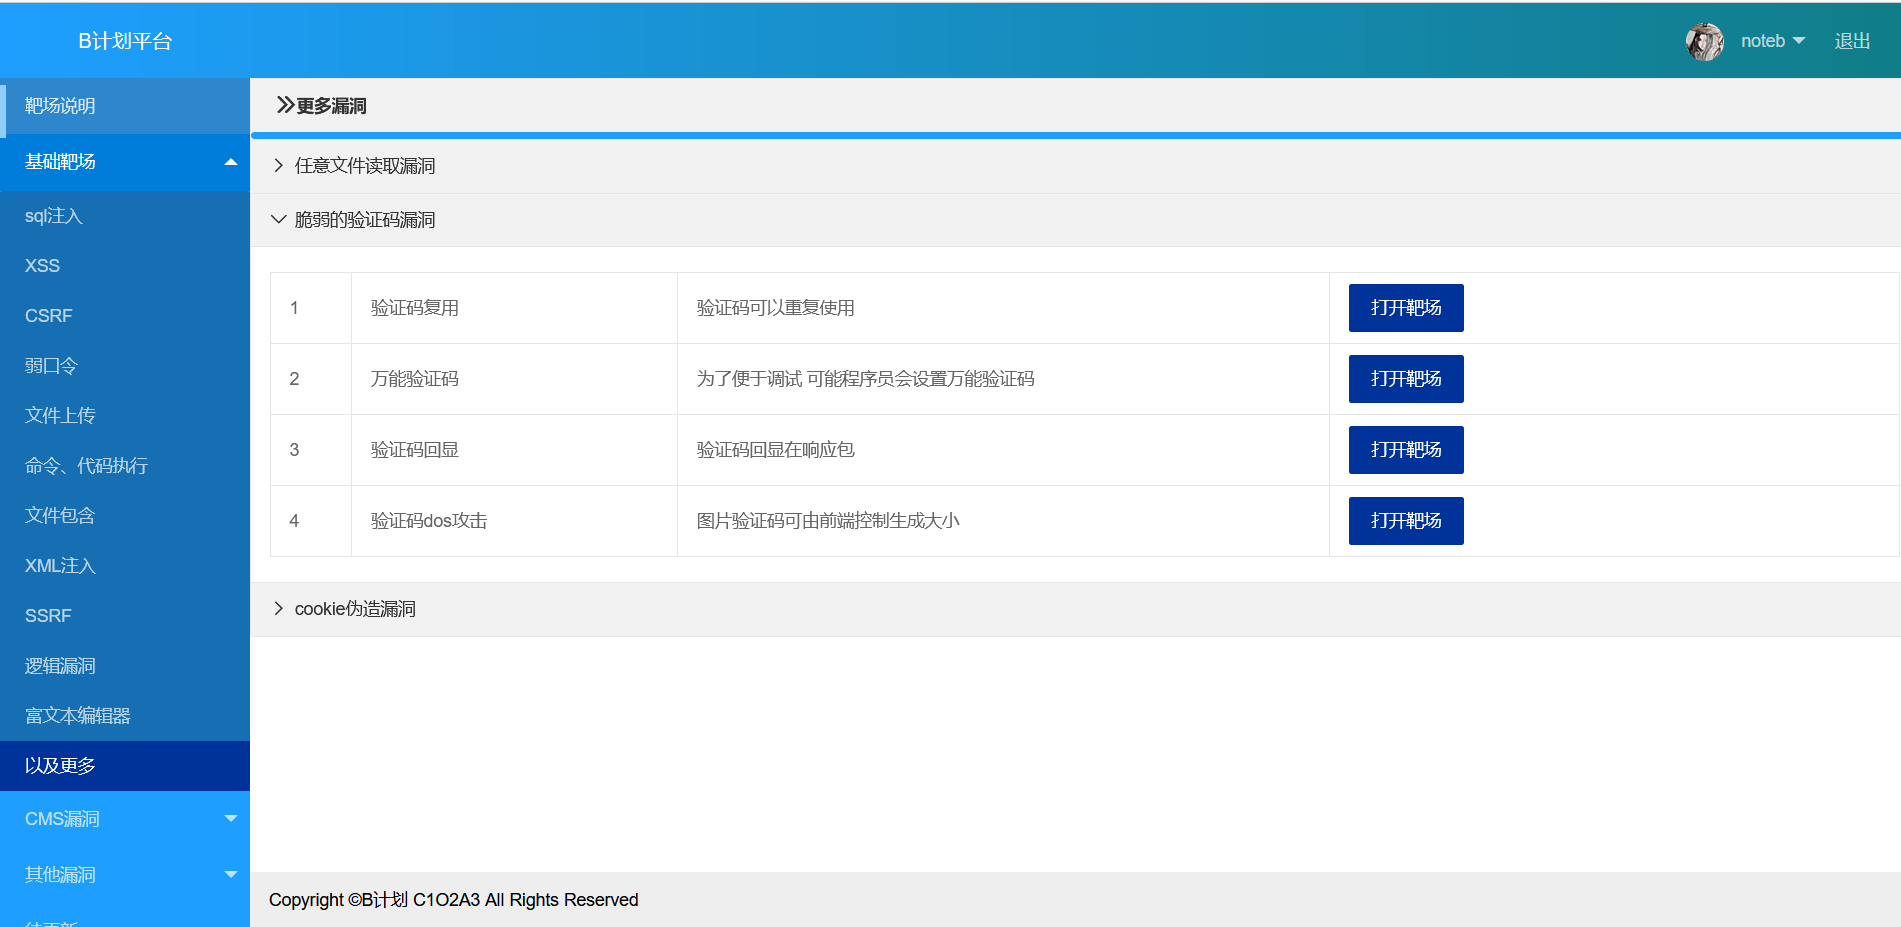 B计划平台
noteb
退出
靶场说明
基础靶场
sql注入
XSS
CSRF
弱口令
文件上传
命令、代码执行
文件包含
XML注入
SSRF
逻辑漏洞
富文本编辑器
以及更多
CMS漏洞
其他漏洞
更多漏洞
任意文件读取漏洞
脆弱的验证码漏洞
1 验证码复用 验证码可以重复使用 打开靶场
2 万能验证码 为了便于调试 可能程序员会设置万能验证码 打开靶场
3 验证码回显 验证码回显在响应包 打开靶场
4 验证码dos攻击 图片验证码可由前端控制生成大小 打开靶场
cookie伪造漏洞
Copyright ©B计划 C1O2A3 All Rights Reserved